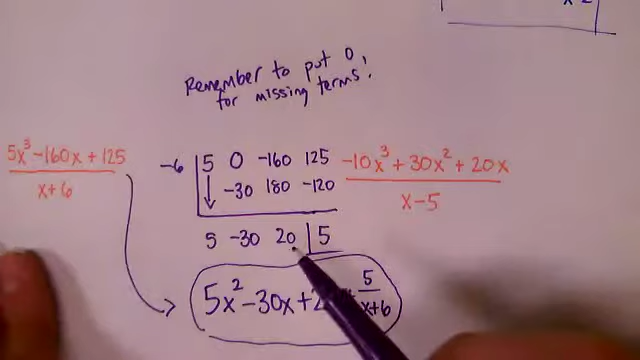 Remember to put 0
for missing terms!
5x³ -160x + 125
x+6
-6 5 0 -160 125
-30 180 -120
5 -30 20 5
-10x³ + 30x² + 20x
x-5
5x² - 30x + 2 + 5
x+6